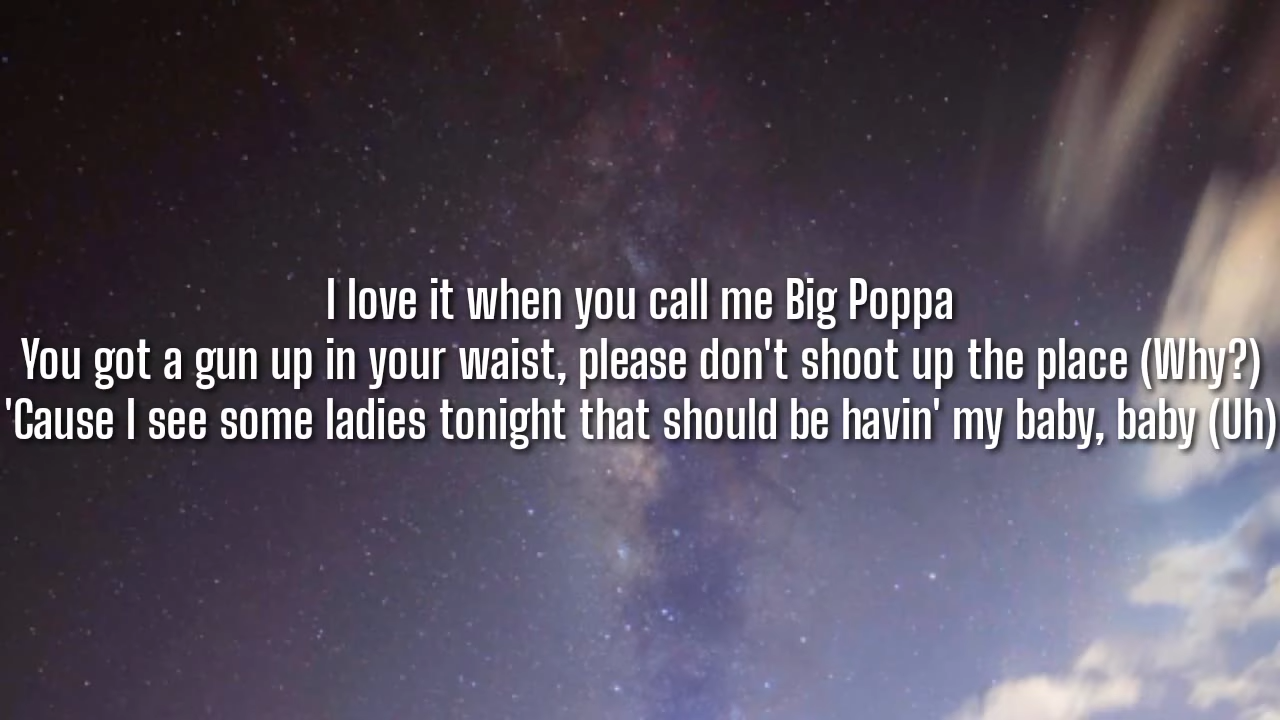 I love it when you call me Big Poppa
You got a gun up in your waist, please don't shoot up the place (Why?)
'Cause I see some ladies tonight that should be havin' my baby, baby (Uh)